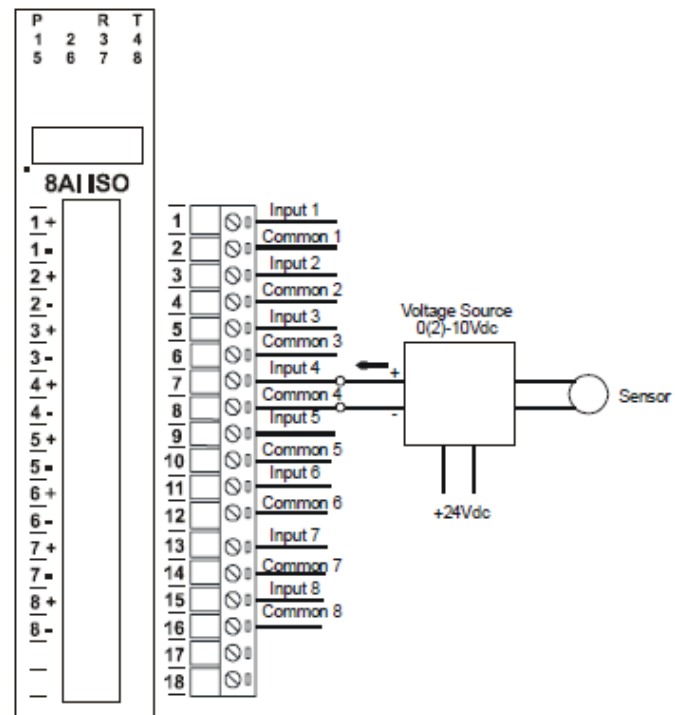 P R T
1 2 3 4
5 6 7 8
8AI ISO
1 +
1 -
2 +
2 -
3 +
3 -
4 +
4 -
5 +
5 -
6 +
6 -
7 +
7 -
8 +
8 -
1 Input 1
2 Common 1
3 Input 2
4 Common 2
5 Input 3
6 Common 3
7 Input 4
8 Common 4
9 Input 5
10 Common 5
11 Input 6
12 Common 6
13 Input 7
14 Common 7
15 Input 8
16 Common 8
17
18
Voltage Source
0(2)-10Vdc
+
-
Sensor
+24Vdc